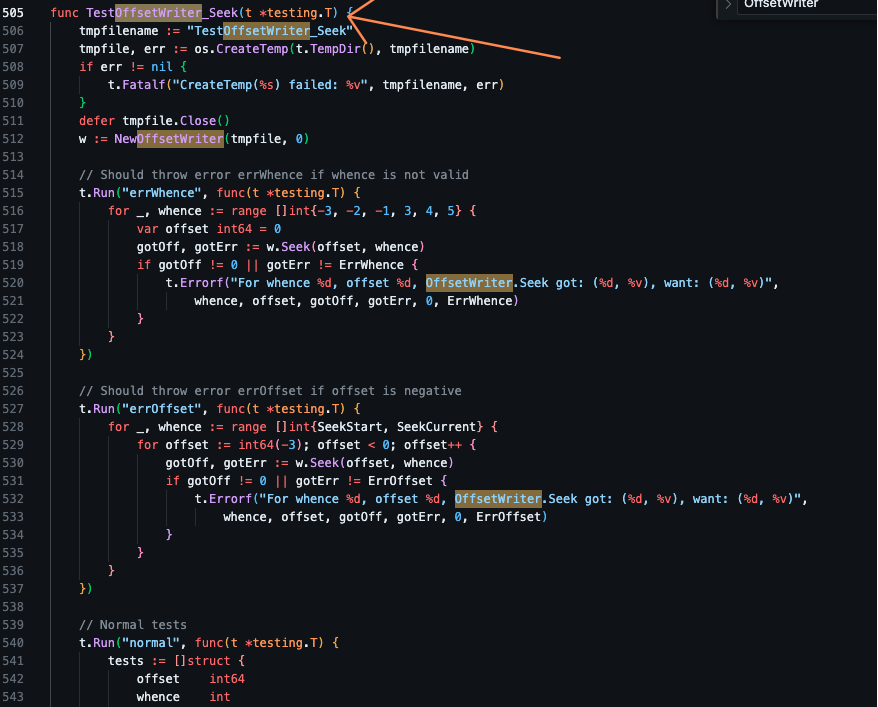 OffsetWriter
505 func TestOffsetWriter_Seek(t *testing.T) {
506     tmpfilename := "TestOffsetWriter_Seek"
507     tmpfile, err := os.CreateTemp(t.TempDir(), tmpfilename)
508     if err != nil {
509         t.Fatalf("CreateTemp(%s) failed: %v", tmpfilename, err)
510     }
511     defer tmpfile.Close()
512     w := NewOffsetWriter(tmpfile, 0)
513
514     // Should throw error errWhence if whence is not valid
515     t.Run("errWhence", func(t *testing.T) {
516         for _, whence := range []int{-3, -2, -1, 3, 4, 5} {
517             var offset int64 = 0
518             gotOff, gotErr := w.Seek(offset, whence)
519             if gotOff != 0 || gotErr != ErrWhence {
520                 t.Errorf("For whence %d, offset %d, OffsetWriter.Seek got: (%d, %v), want: (%d, %v)",
521                     whence, offset, gotOff, gotErr, 0, ErrWhence)
522             }
523         }
524     })
525
526     // Should throw error errOffset if offset is negative
527     t.Run("errOffset", func(t *testing.T) {
528         for _, whence := range []int{SeekStart, SeekCurrent} {
529             for offset := int64(-3); offset < 0; offset++ {
530                 gotOff, gotErr := w.Seek(offset, whence)
531                 if gotOff != 0 || gotErr != ErrOffset {
532                     t.Errorf("For whence %d, offset %d, OffsetWriter.Seek got: (%d, %v), want: (%d, %v)",
533                         whence, offset, gotOff, gotErr, 0, ErrOffset)
534                 }
535             }
536         }
537     })
538
539     // Normal tests
540     t.Run("normal", func(t *testing.T) {
541         tests := []struct {
542             offset    int64
543             whence    int